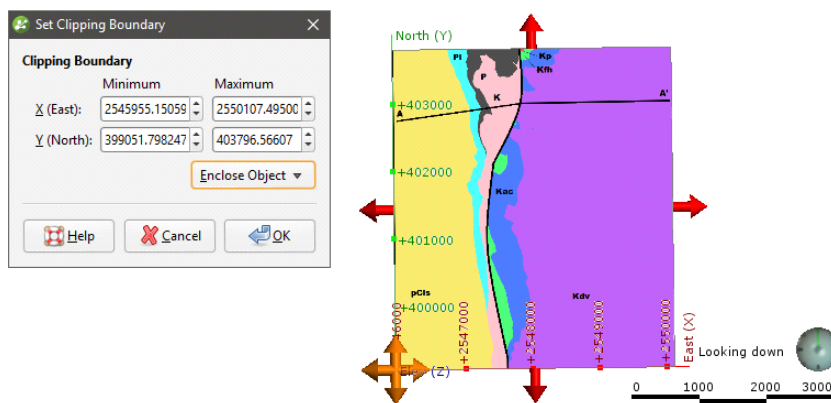 Set Clipping Boundary
Clipping Boundary
Minimum Maximum
X (East): 2545955.15059 2550107.49500
Y (North): 399051.798247 403796.56607
Enclose Object
Help Cancel OK
North (Y)
Pl Kp
Kfh
P
K
+403000
A A'
+402000
Kac
+401000
pCls Kdv
+400000
46000 +2547000 +2548000 +2549000 +2550000 East (X)
Elev (Z)
Looking down
0 1000 2000 3000